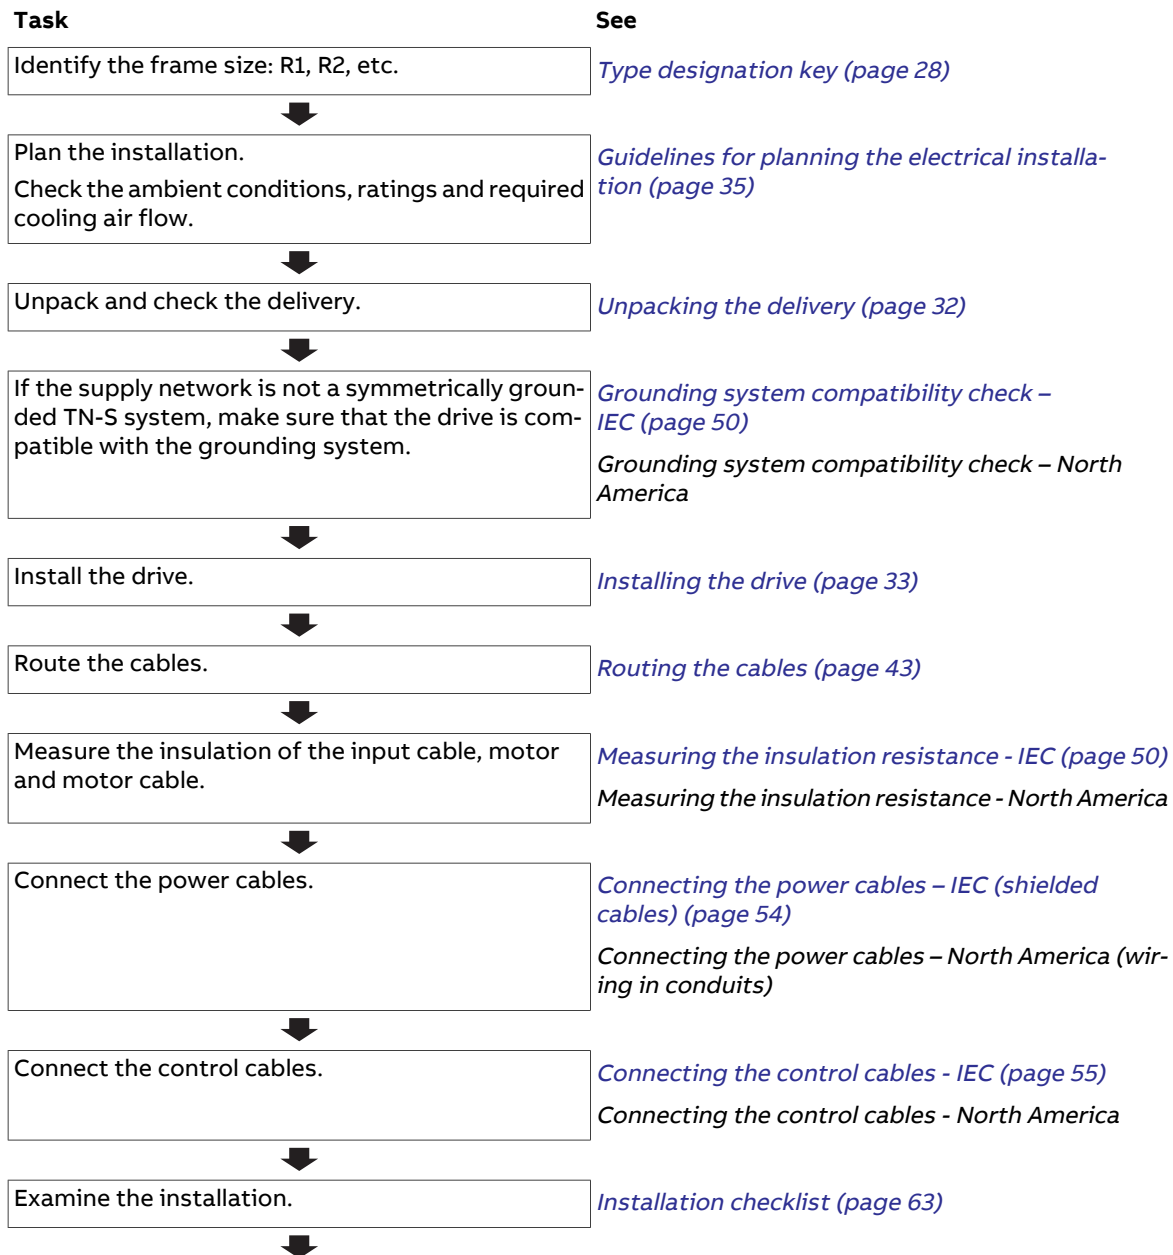 Task See
Identify the frame size: R1, R2, etc.
Type designation key (page 28)
Plan the installation.
Check the ambient conditions, ratings and required
cooling air flow.
Guidelines for planning the electrical installa-
tion (page 35)
Unpack and check the delivery.
Unpacking the delivery (page 32)
If the supply network is not a symmetrically groun-
ded TN-S system, make sure that the drive is com-
patible with the grounding system.
Grounding system compatibility check –
IEC (page 50)
Grounding system compatibility check – North
America
Install the drive.
Installing the drive (page 33)
Route the cables.
Routing the cables (page 43)
Measure the insulation of the input cable, motor
and motor cable.
Measuring the insulation resistance - IEC (page 50)
Measuring the insulation resistance - North America
Connect the power cables.
Connecting the power cables – IEC (shielded
cables) (page 54)
Connecting the power cables – North America (wir-
ing in conduits)
Connect the control cables.
Connecting the control cables - IEC (page 55)
Connecting the control cables - North America
Examine the installation.
Installation checklist (page 63)